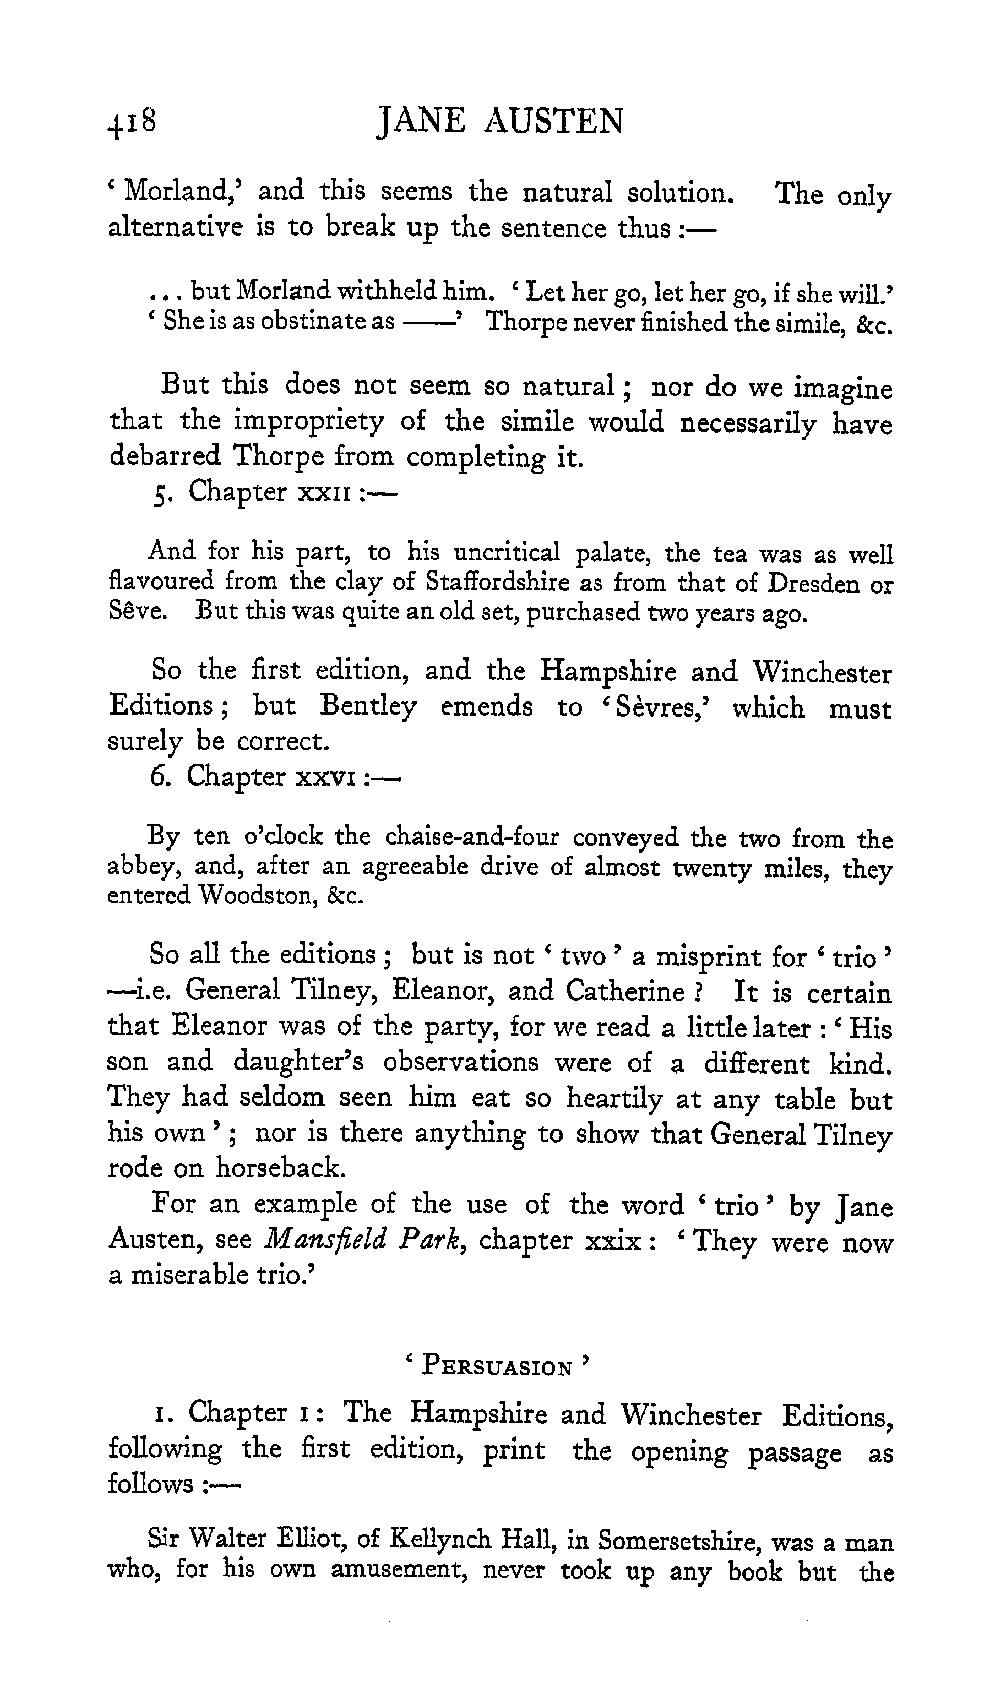 418 JANE AUSTEN
‘ Morland,’ and this seems the natural solution. The only
alternative is to break up the sentence thus :—
... but Morland withheld him. ‘ Let her go, let her go, if she will.’
‘ She is as obstinate as ——’ Thorpe never finished the simile, &c.
But this does not seem so natural ; nor do we imagine
that the impropriety of the simile would necessarily have
debarred Thorpe from completing it.
5. Chapter XXII :—
And for his part, to his uncritical palate, the tea was as well
flavoured from the clay of Staffordshire as from that of Dresden or
Sêve. But this was quite an old set, purchased two years ago.
So the first edition, and the Hampshire and Winchester
Editions ; but Bentley emends to ‘ Sèvres,’ which must
surely be correct.
6. Chapter XXVI :—
By ten o’clock the chaise-and-four conveyed the two from the
abbey, and, after an agreeable drive of almost twenty miles, they
entered Woodston, &c.
So all the editions ; but is not ‘ two ’ a misprint for ‘ trio ’
—i.e. General Tilney, Eleanor, and Catherine ? It is certain
that Eleanor was of the party, for we read a little later : ‘ His
son and daughter’s observations were of a different kind.
They had seldom seen him eat so heartily at any table but
his own ’ ; nor is there anything to show that General Tilney
rode on horseback.
For an example of the use of the word ‘ trio ’ by Jane
Austen, see Mansfield Park, chapter xxix : ‘ They were now
a miserable trio.’
‘ PERSUASION ’
1. Chapter I : The Hampshire and Winchester Editions,
following the first edition, print the opening passage as
follows :—
Sir Walter Elliot, of Kellynch Hall, in Somersetshire, was a man
who, for his own amusement, never took up any book but the